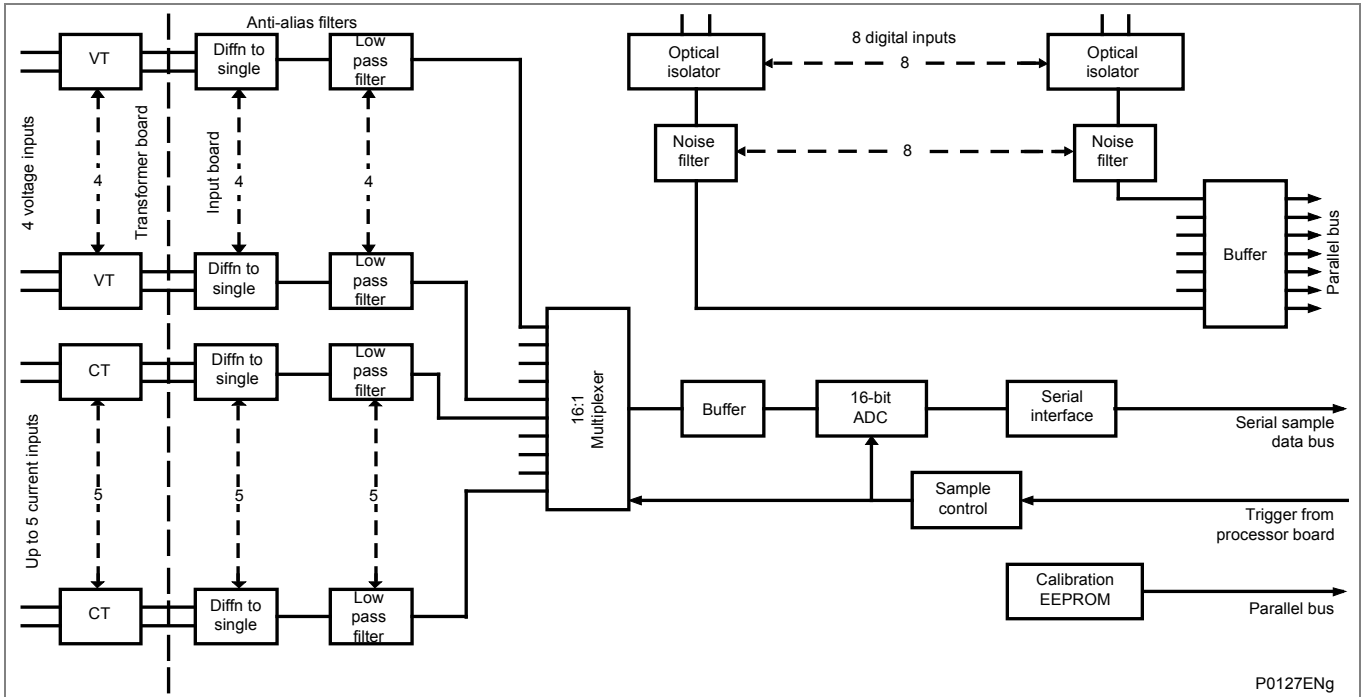 Anti-alias filters
VT
Diffn to
single
Low
pass
filter
4 voltage inputs
4
Transformer board
Input board
4
4
VT
Diffn to
single
Low
pass
filter
CT
Diffn to
single
Low
pass
filter
Up to 5 current inputs
5
5
5
CT
Diffn to
single
Low
pass
filter
16:1
Multiplexer
Optical
isolator
8 digital inputs
8
Optical
isolator
Noise
filter
8
Noise
filter
Buffer
Parallel bus
Buffer
16-bit
ADC
Serial
interface
Serial sample
data bus
Sample
control
Trigger from
processor board
Calibration
EEPROM
Parallel bus
P0127ENg